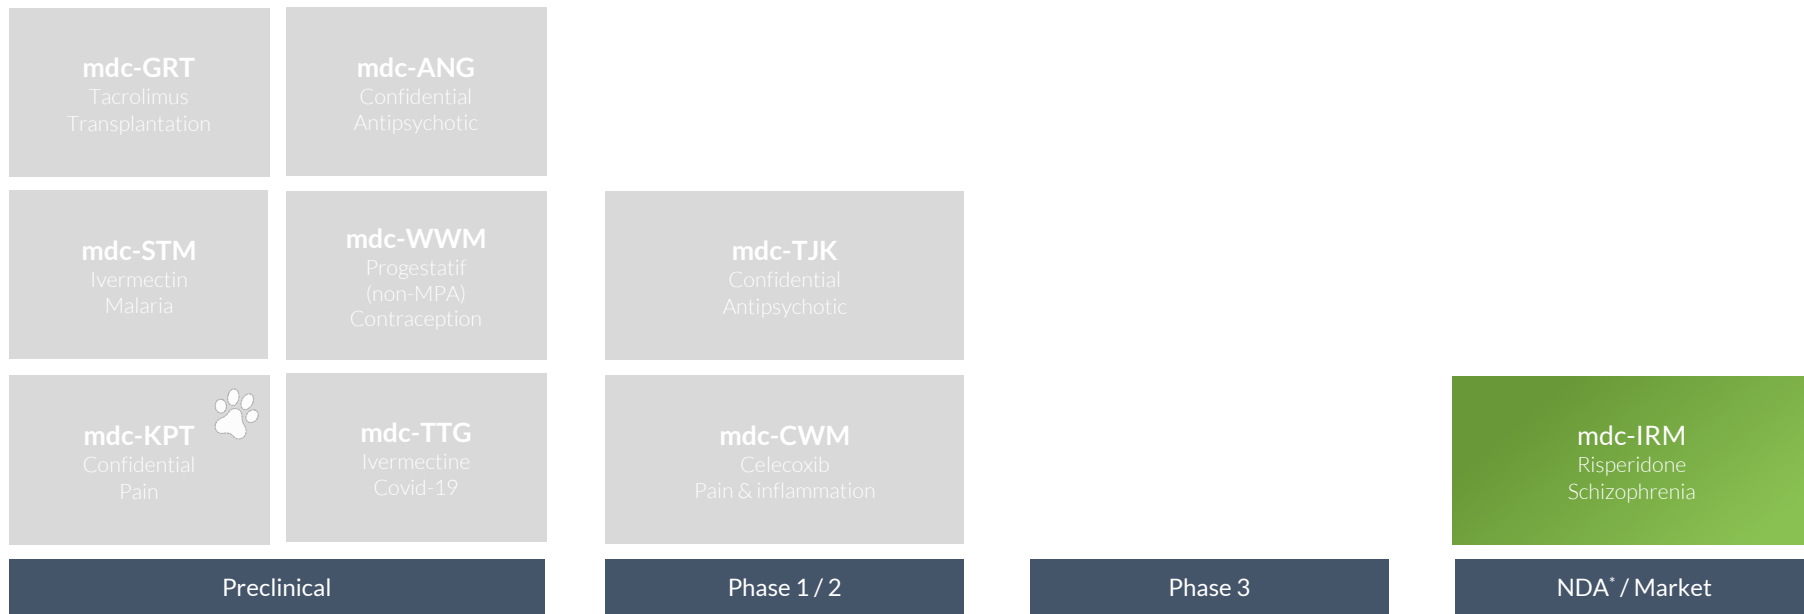 mdc-GRT
Tacrolimus
Transplantation
mdc-ANG
Confidential
Antipsychotic
mdc-STM
Ivermectin
Malaria
mdc-WWM
Progestatif
(non-MPA)
Contraception
mdc-TJK
Confidential
Antipsychotic
mdc-KPT
Confidential
Pain
mdc-TTG
Ivermectine
Covid-19
mdc-CWM
Celecoxib
Pain & inflammation
mdc-IRM
Risperidone
Schizophrenia
Preclinical
Phase 1 / 2
Phase 3
NDA* / Market